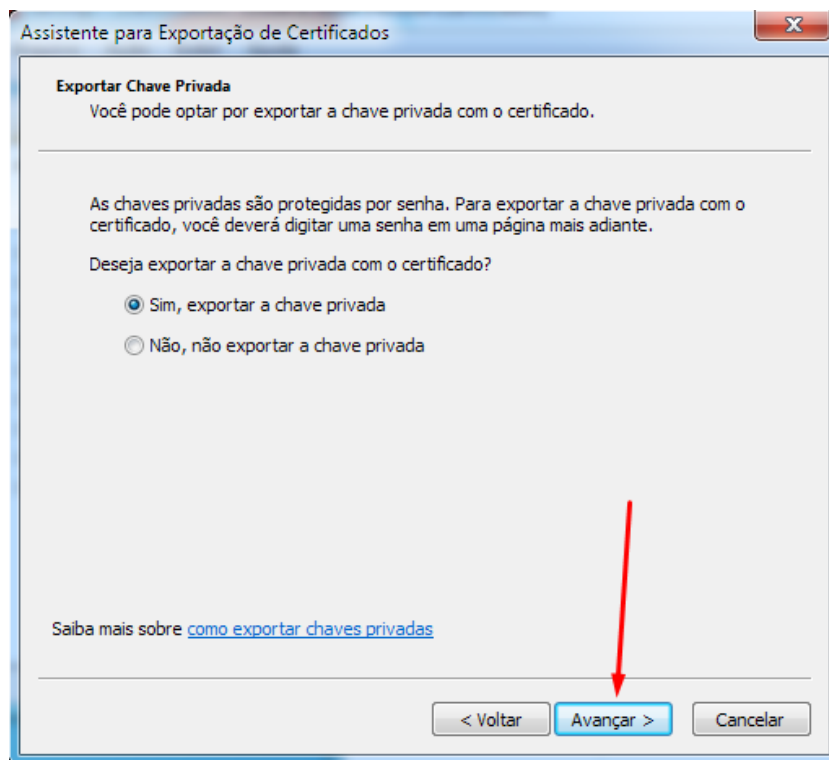 Assistente para Exportação de Certificados
Exportar Chave Privada
Você pode optar por exportar a chave privada com o certificado.
As chaves privadas são protegidas por senha. Para exportar a chave privada com o
certificado, você deverá digitar uma senha em uma página mais adiante.
Deseja exportar a chave privada com o certificado?
Sim, exportar a chave privada
Não, não exportar a chave privada
Saiba mais sobre como exportar chaves privadas
< Voltar Avançar > Cancelar